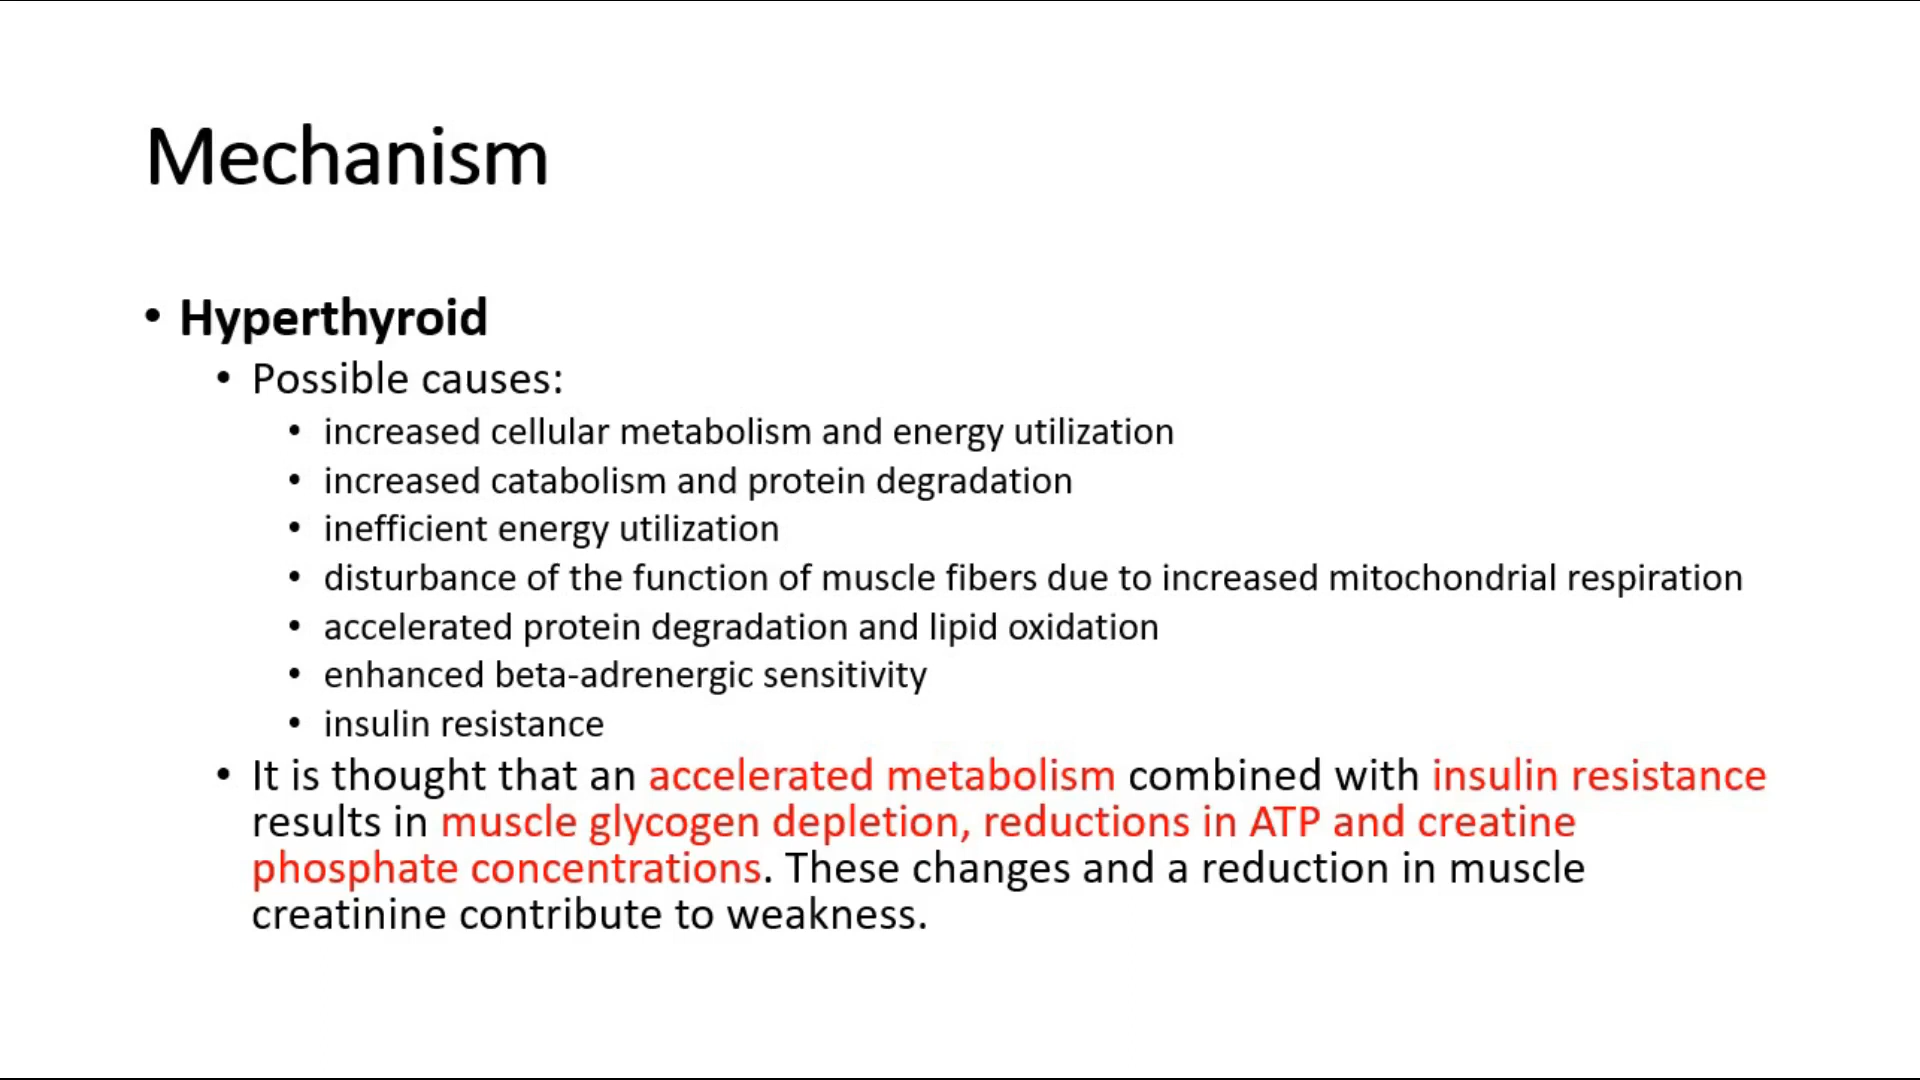 Mechanism
• Hyperthyroid
• Possible causes:
• increased cellular metabolism and energy utilization
• increased catabolism and protein degradation
• inefficient energy utilization
• disturbance of the function of muscle fibers due to increased mitochondrial respiration
• accelerated protein degradation and lipid oxidation
• enhanced beta-adrenergic sensitivity
• insulin resistance
• It is thought that an accelerated metabolism combined with insulin resistance
results in muscle glycogen depletion, reductions in ATP and creatine
phosphate concentrations. These changes and a reduction in muscle
creatinine contribute to weakness.